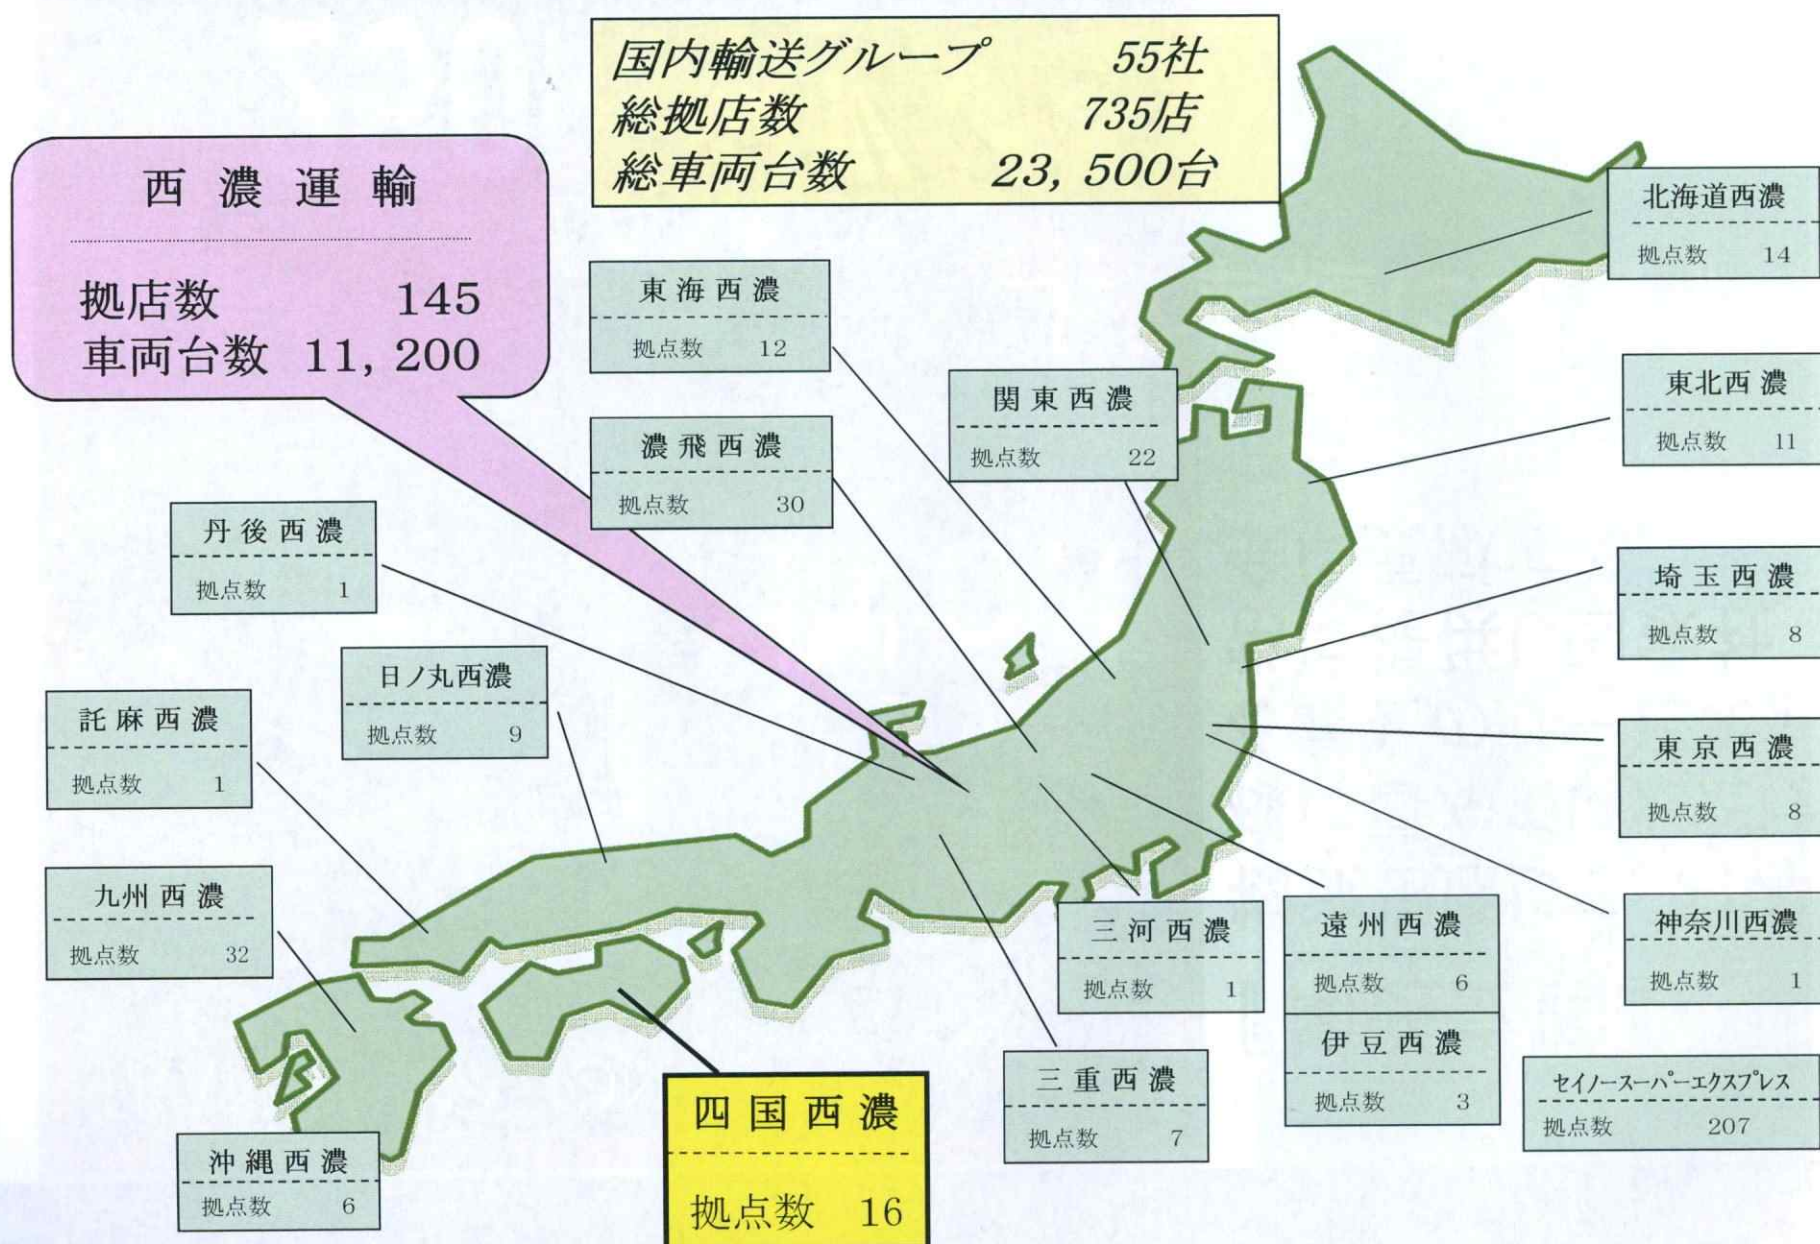 国内輸送グループ 55社
総拠店数 735店
総車両台数 23,500台
西濃運輸
拠店数 145
車両台数 11,200
北海道西濃
拠点数 14
東海西濃
拠点数 12
関東西濃
拠点数 22
東北西濃
拠点数 11
濃飛西濃
拠点数 30
丹後西濃
拠点数 1
埼玉西濃
拠点数 8
日ノ丸西濃
拠点数 9
託麻西濃
拠点数 1
東京西濃
拠点数 8
九州西濃
拠点数 32
三河西濃
拠点数 1
遠州西濃
拠点数 6
伊豆西濃
拠点数 3
神奈川西濃
拠点数 1
三重西濃
拠点数 7
セイノースーパーエクスプレス
拠点数 207
四国西濃
拠点数 16
沖縄西濃
拠点数 6